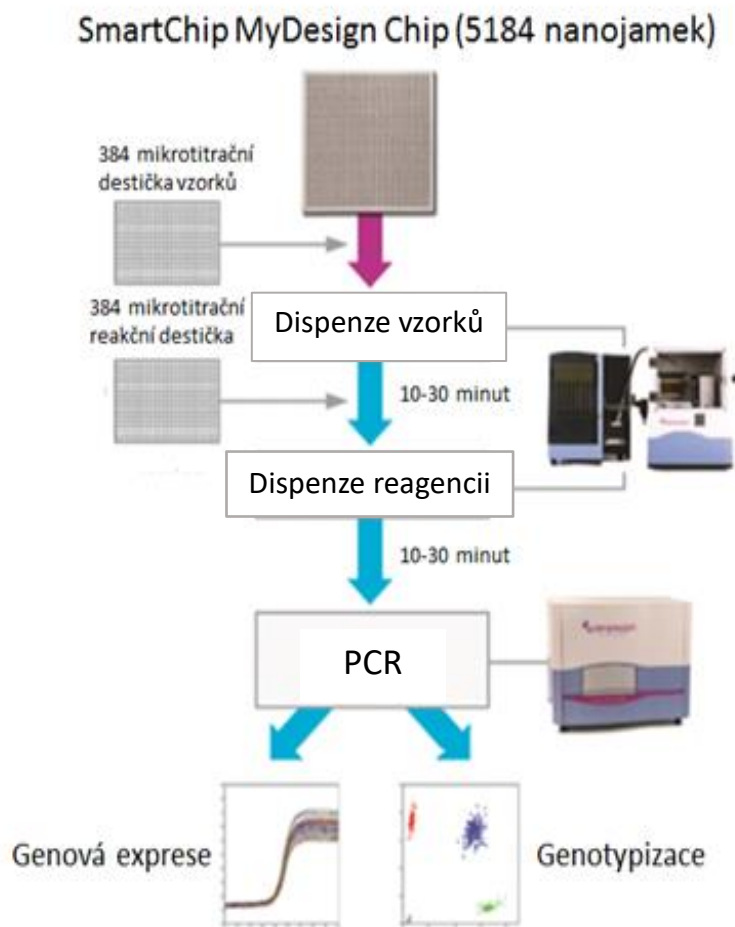 SmartChip MyDesign Chip (5184 nanojamek)
384 mikrotitrační
destička vzorků
384 mikrotitrační
reakční destička
Dispenze vzorků
10-30 minut
Dispenze reagencii
10-30 minut
PCR
Genová exprese
Genotypizace